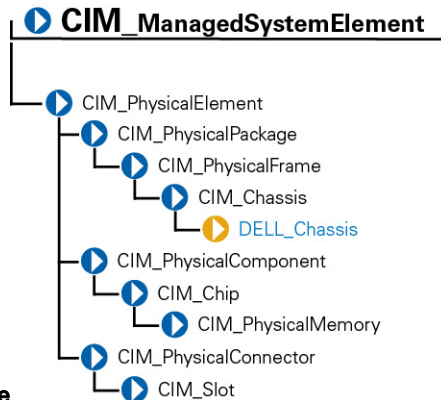 CIM_ManagedSystemElement
CIM_PhysicalElement
CIM_PhysicalPackage
CIM_PhysicalFrame
CIM_Chassis
DELL_Chassis
CIM_PhysicalComponent
CIM_Chip
CIM_PhysicalMemory
CIM_PhysicalConnector
CIM_Slot
e